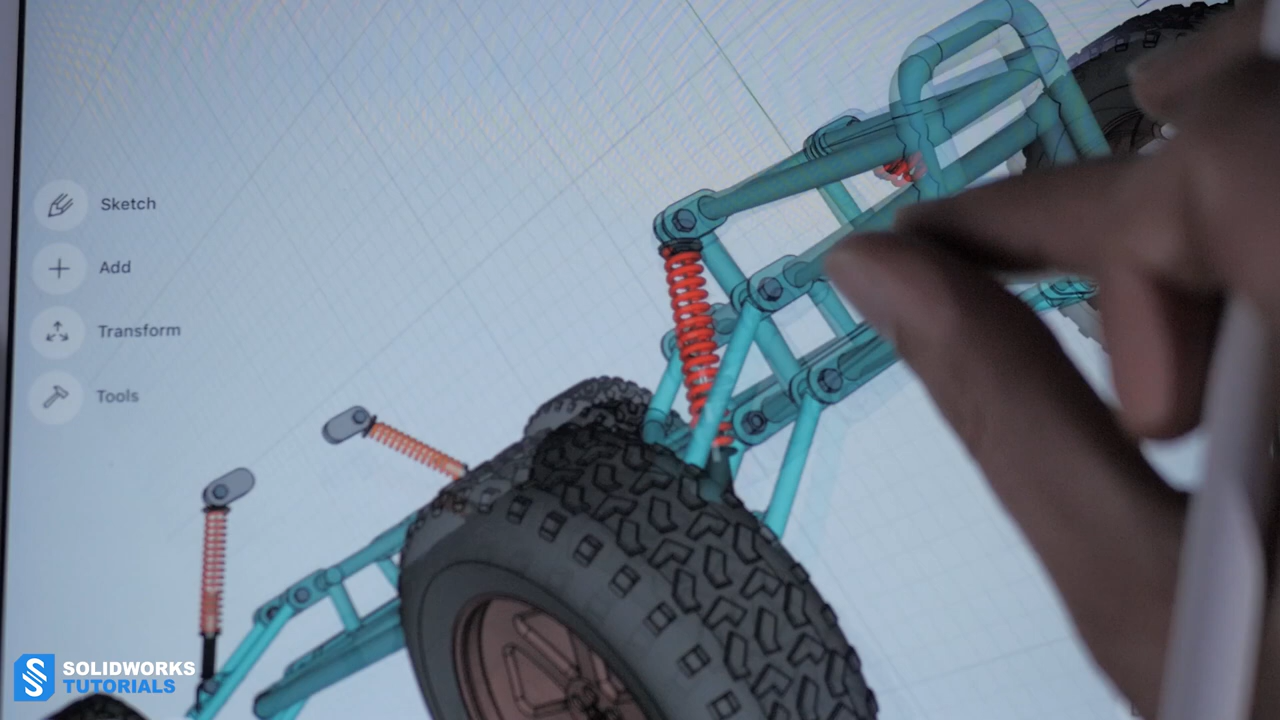 Sketch
Add
Transform
Tools
SOLIDWORKS
TUTORIALS